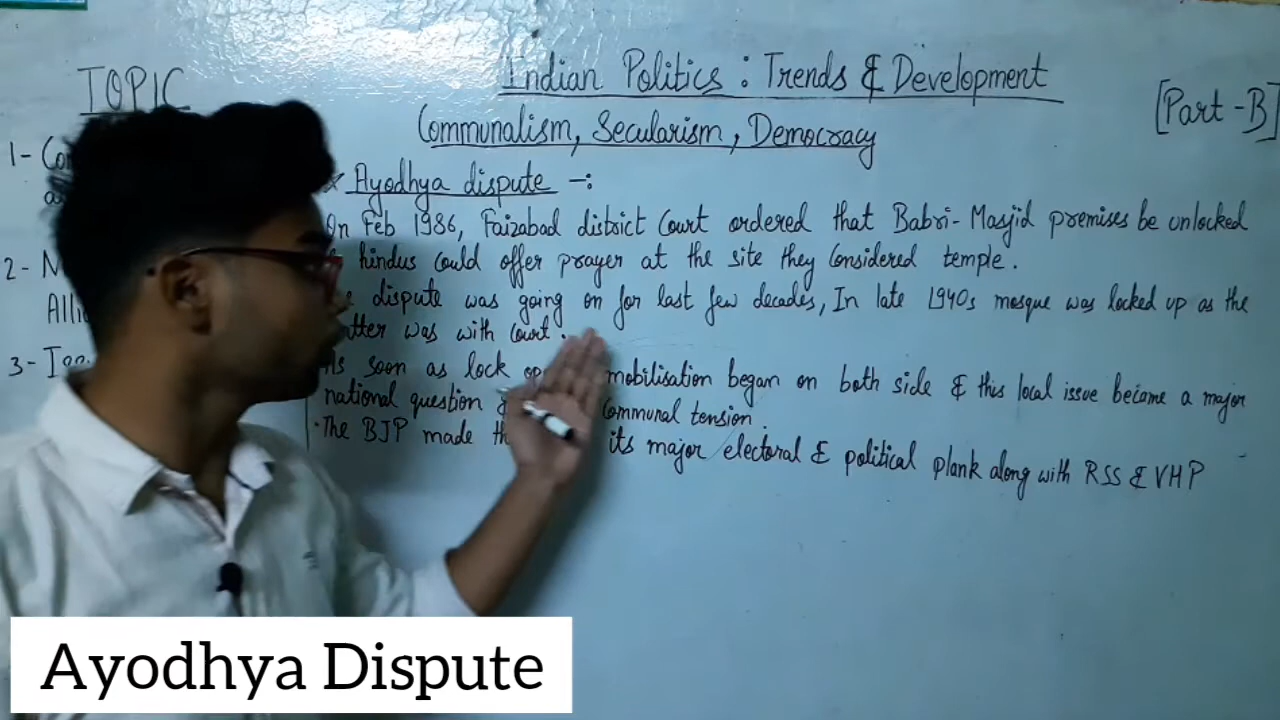 TOPIC
Indian Politics : Trends & Development
[Part -B]
Communalism, Secularism, Democracy
1-
* Ayodhya dispute -:
In Feb 1986, Faizabad district Court ordered that Babri-Masjid premises be unlocked
2-
hindus could offer prayer at the site they Considered temple.
dispute was going on for last few decades, In late 1940s mosque was locked up as the
was with Court.
3-
As soon as lock mobilisation began on both side & this local issue became a major
national question Communal tension.
• The BJP made its major electoral & political plank along with RSS & VHP
Ayodhya Dispute